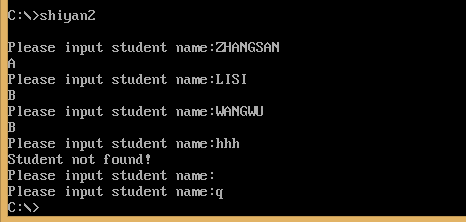 C:\>shiyan2
Please input student name:ZHANGSAN
A
Please input student name:LISI
B
Please input student name:WANGWU
B
Please input student name:hhh
Student not found!
Please input student name:
Please input student name:q
C:\>